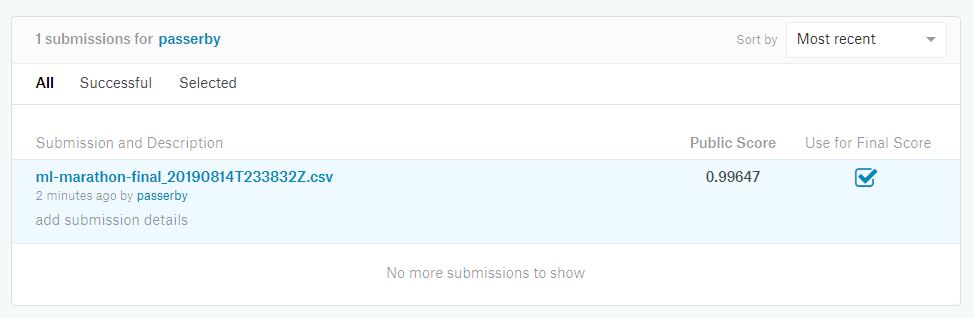 1 submissions for passerby
Sort by Most recent
All Successful Selected
Submission and Description Public Score Use for Final Score
ml-marathon-final_20190814T233832Z.csv 0.99647
2 minutes ago by passerby
add submission details
No more submissions to show